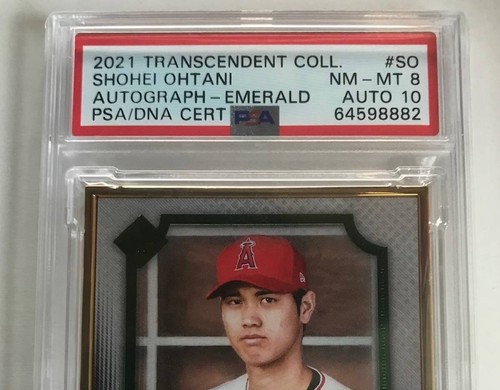 2021 TRANSCENDENT COLL. #SO
SHOHEI OHTANI NM-MT 8
AUTOGRAPH-EMERALD AUTO 10
PSA/DNA CERT PSA 64598882
A